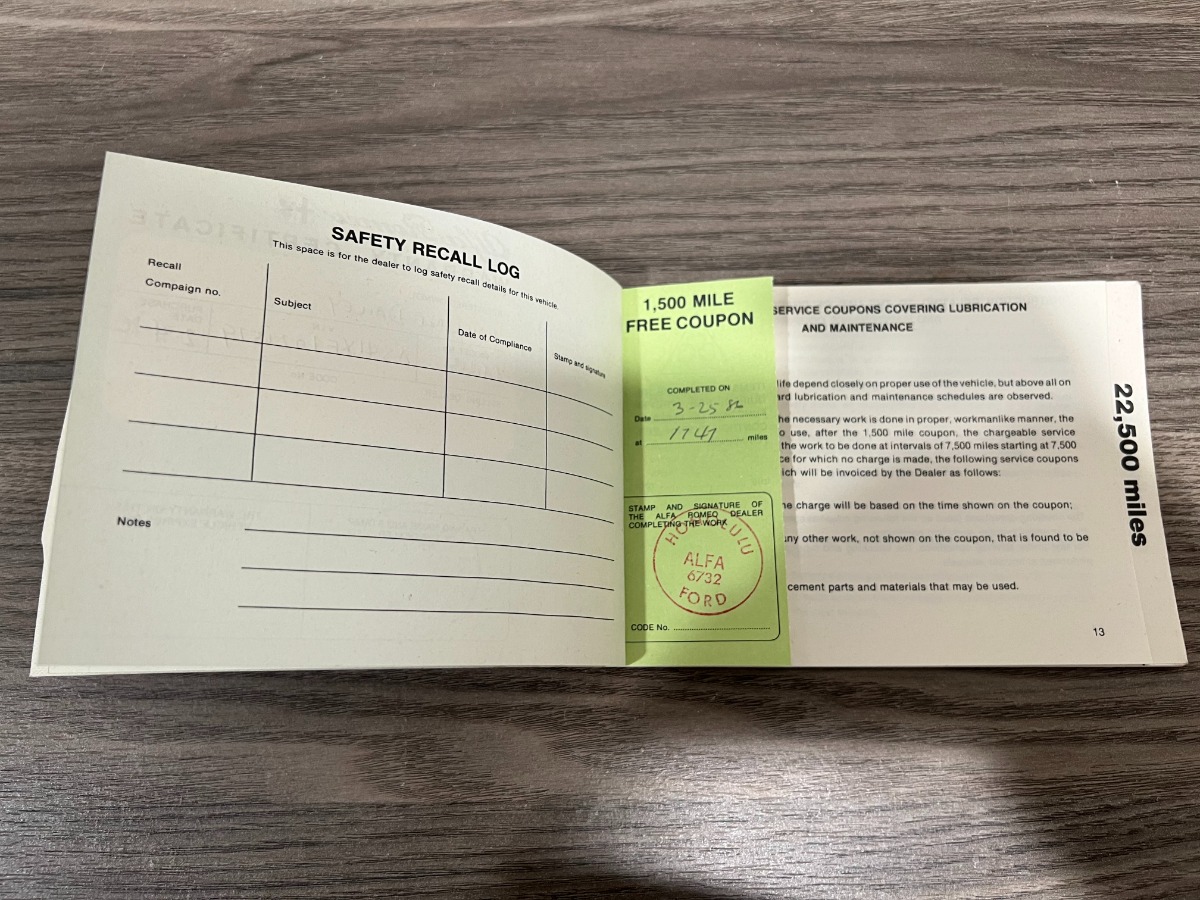 SAFETY RECALL LOG
This space is for the dealer to log safety recall details for this vehicle.
Recall
Compaign no.
Subject
Date of Compliance
Stamp and signature
Notes
1,500 MILE
FREE COUPON
COMPLETED ON
Date 3-25 82
at 1747 miles
STAMP AND SIGNATURE OF
THE ALFA ROMEO DEALER
COMPLETING THE WORK
HONOLULU
ALFA
6732
FORD
CODE No.
SERVICE COUPONS COVERING LUBRICATION
AND MAINTENANCE
life depend closely on proper use of the vehicle, but above all on
rd lubrication and maintenance schedules are observed.
he necessary work is done in proper, workmanlike manner, the
o use, after the 1,500 mile coupon, the chargeable service
the work to be done at intervals of 7,500 miles starting at 7,500
ce for which no charge is made, the following service coupons
ich will be invoiced by the Dealer as follows:
he charge will be based on the time shown on the coupon;
any other work, not shown on the coupon, that is found to be
cement parts and materials that may be used.
13
22,500 miles